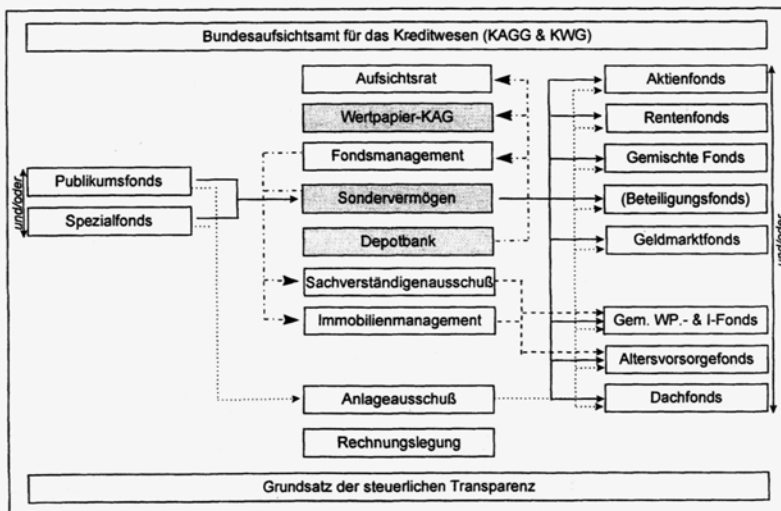 Bundesaufsichtsamt für das Kreditwesen (KAGG & KWG)
Aufsichtsrat
Wertpapier-KAG
Fondsmanagement
Sondervermögen
Depotbank
Sachverständigenausschuß
Immobilienmanagement
Anlageausschuß
Rechnungslegung
und/oder
Publikumsfonds
Spezialfonds
Aktienfonds
Rentenfonds
Gemischte Fonds
(Beteiligungsfonds)
Geldmarktfonds
Gem. WP.- & I-Fonds
Altersvorsorgefonds
Dachfonds
und/oder
Grundsatz der steuerlichen Transparenz